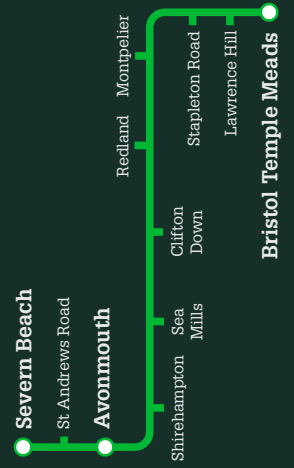 Severn Beach
St Andrews Road
Avonmouth
Shirehampton
Sea
Mills
Clifton
Down
Redland
Montpelier
Stapleton Road
Lawrence Hill
Bristol Temple Meads